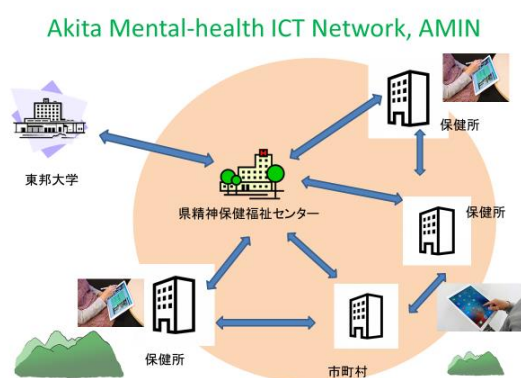 Akita Mental-health ICT Network, AMIN
保健所
東邦大学
県精神保健福祉センター
保健所
保健所
市町村